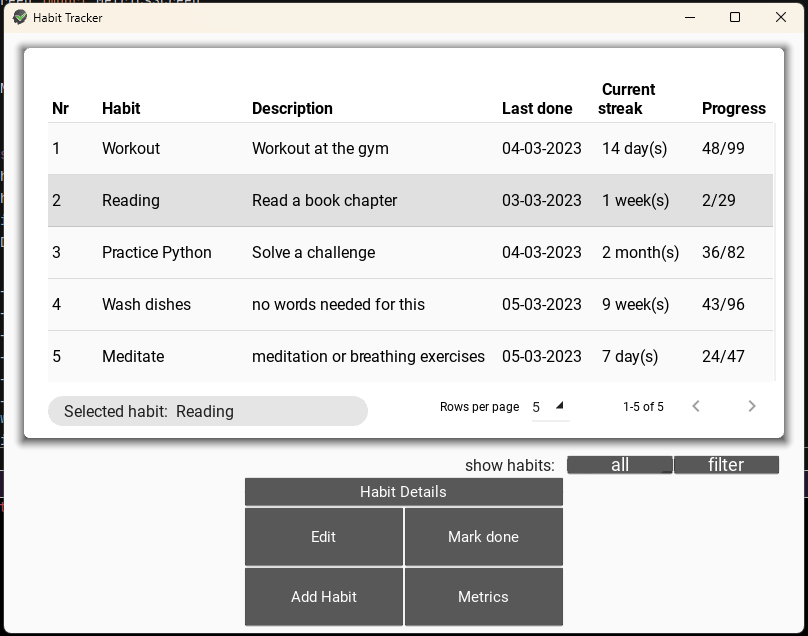 Habit Tracker
Nr Habit Description Last done Current streak Progress
1 Workout Workout at the gym 04-03-2023 14 day(s) 48/99
2 Reading Read a book chapter 03-03-2023 1 week(s) 2/29
3 Practice Python Solve a challenge 04-03-2023 2 month(s) 36/82
4 Wash dishes no words needed for this 05-03-2023 9 week(s) 43/96
5 Meditate meditation or breathing exercises 05-03-2023 7 day(s) 24/47
Selected habit: Reading Rows per page 5 1-5 of 5
show habits: all filter
Habit Details
Edit Mark done
Add Habit Metrics